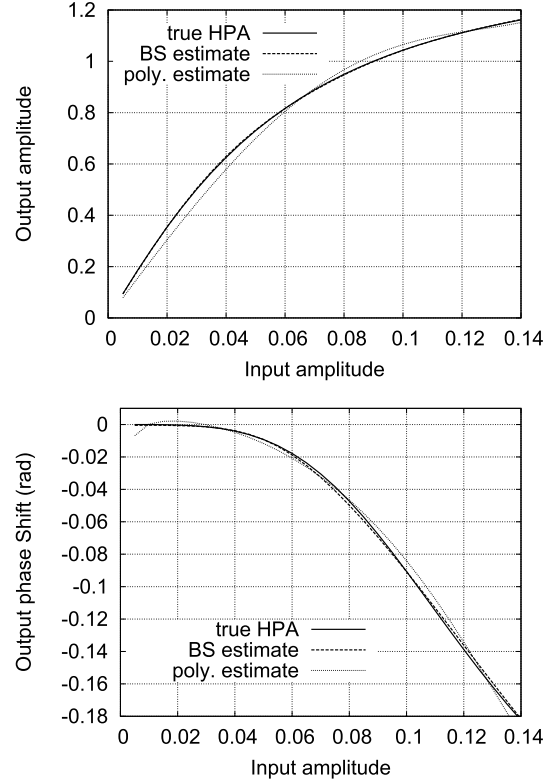 1.2
1
0.8
0.6
0.4
0.2
0
Output amplitude
true HPA
BS estimate
poly. estimate
0 0.02 0.04 0.06 0.08 0.1 0.12 0.14
Input amplitude
0
-0.02
-0.04
-0.06
-0.08
-0.1
-0.12
-0.14
-0.16
-0.18
Output phase Shift (rad)
true HPA
BS estimate
poly. estimate
0 0.02 0.04 0.06 0.08 0.1 0.12 0.14
Input amplitude